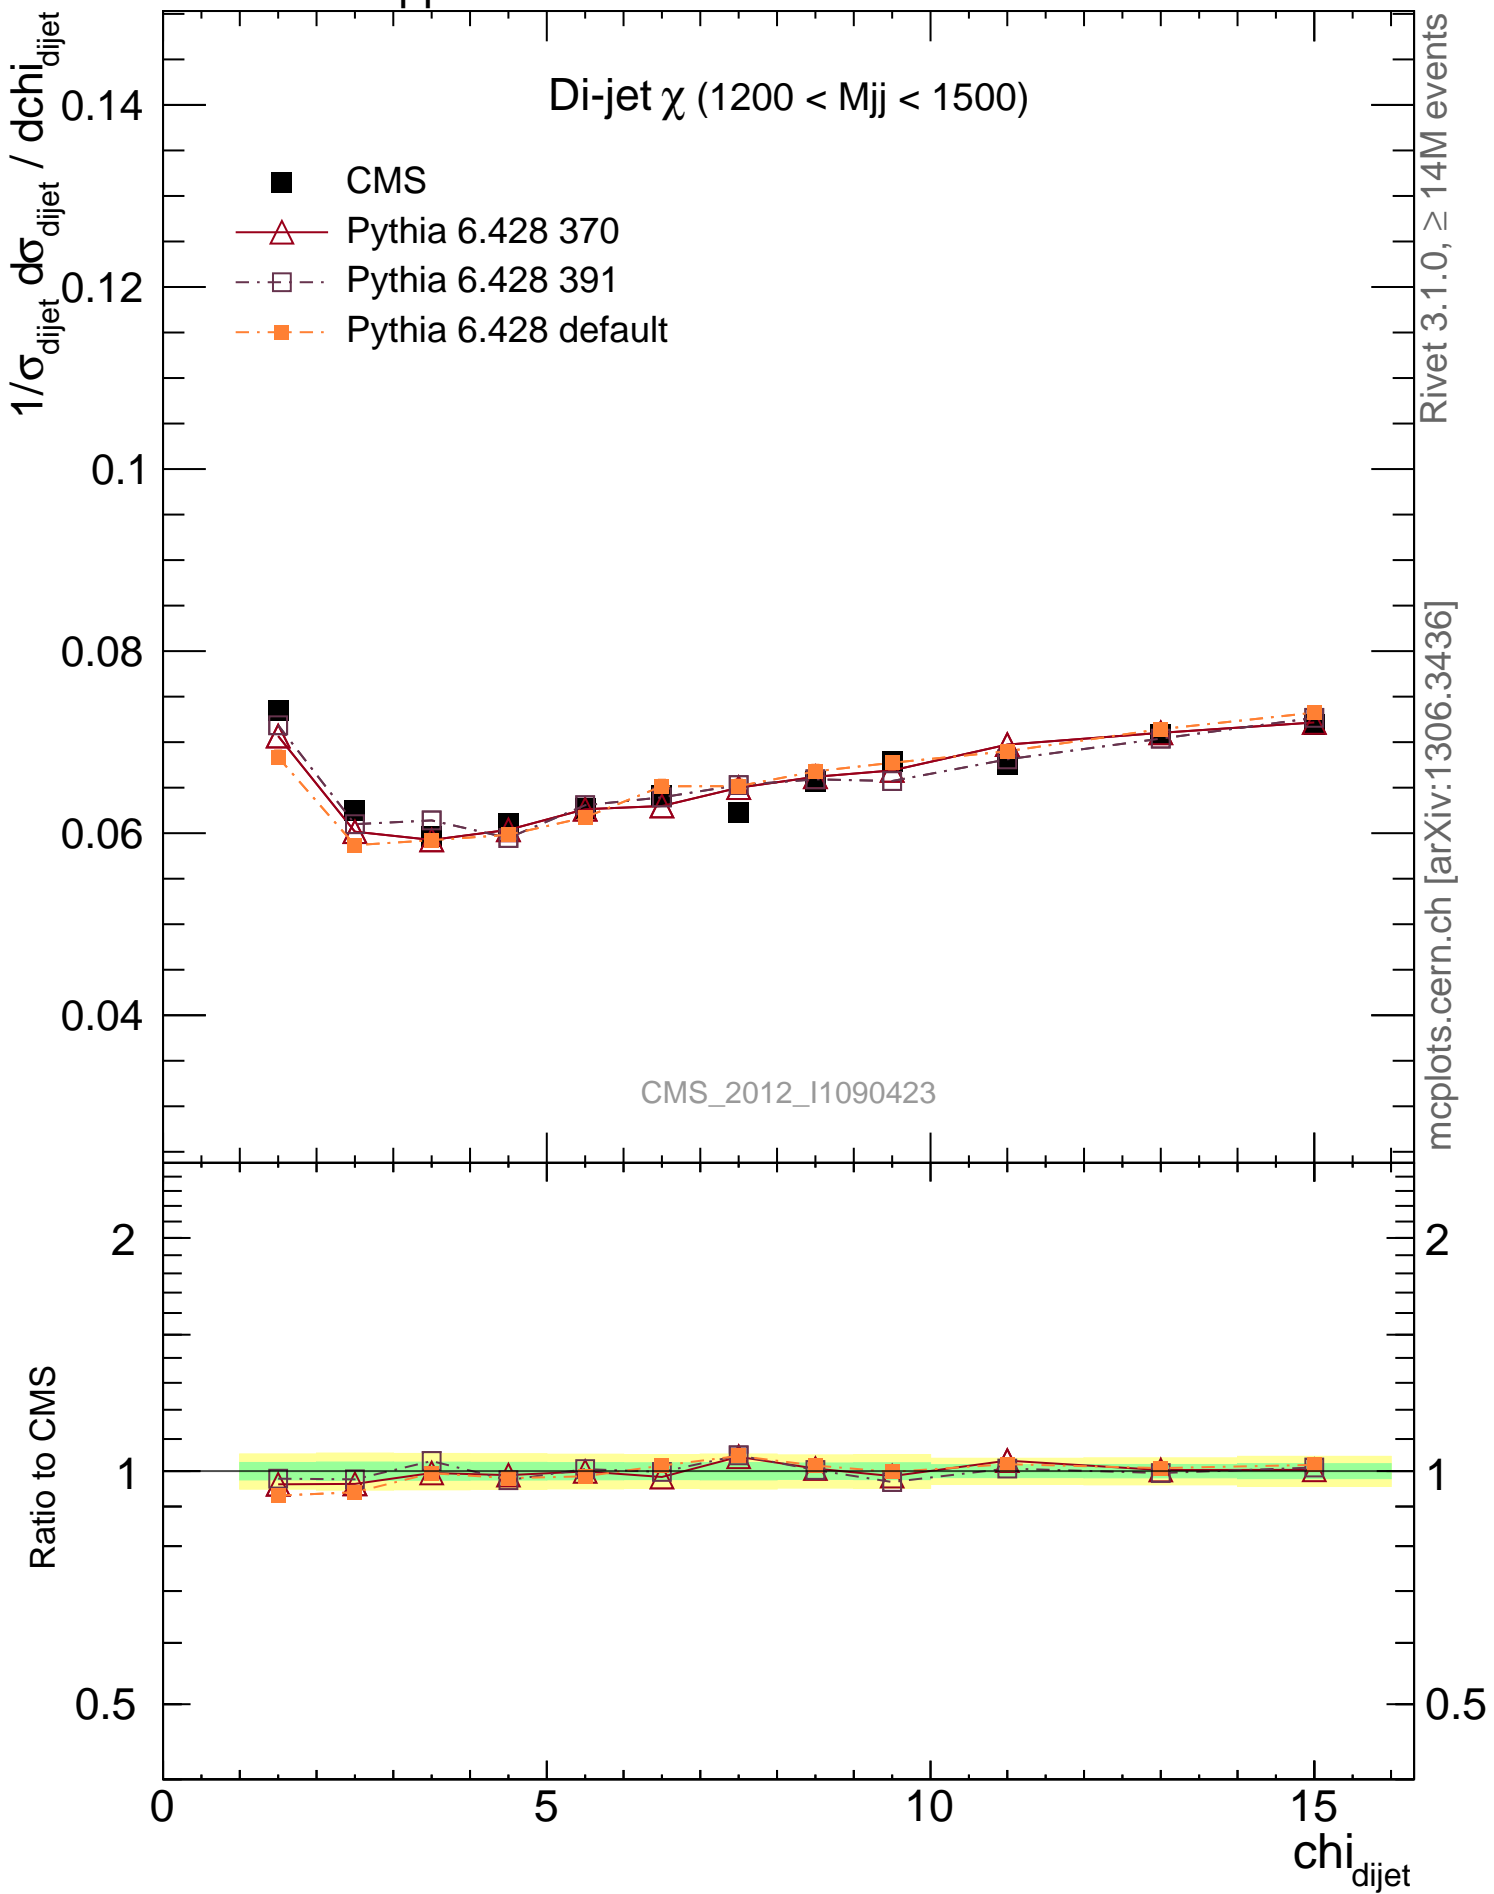 Di-jet χ (1200 < Mjj < 1500)
CMS
Pythia 6.428 370
Pythia 6.428 391
Pythia 6.428 default
1/σdijet dσdijet / dchidijet
0.14
0.12
0.1
0.08
0.06
0.04
CMS_2012_I1090423
Rivet 3.1.0, ≥ 14M events
mcplots.cern.ch [arXiv:1306.3436]
Ratio to CMS
2
1
0.5
2
1
0.5
0
5
10
15
chidijet